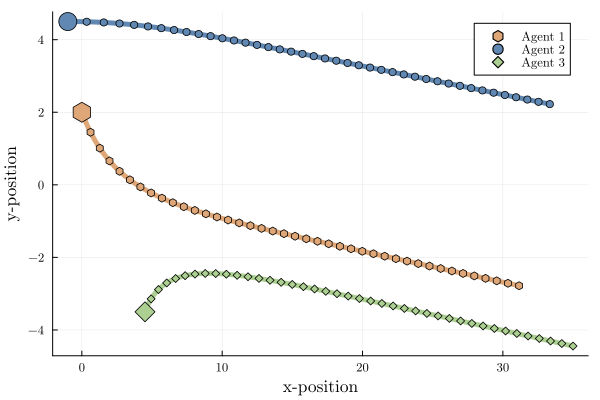 4
2
0
−2
−4
y-position
Agent 1
Agent 2
Agent 3
0 10 20 30
x-position